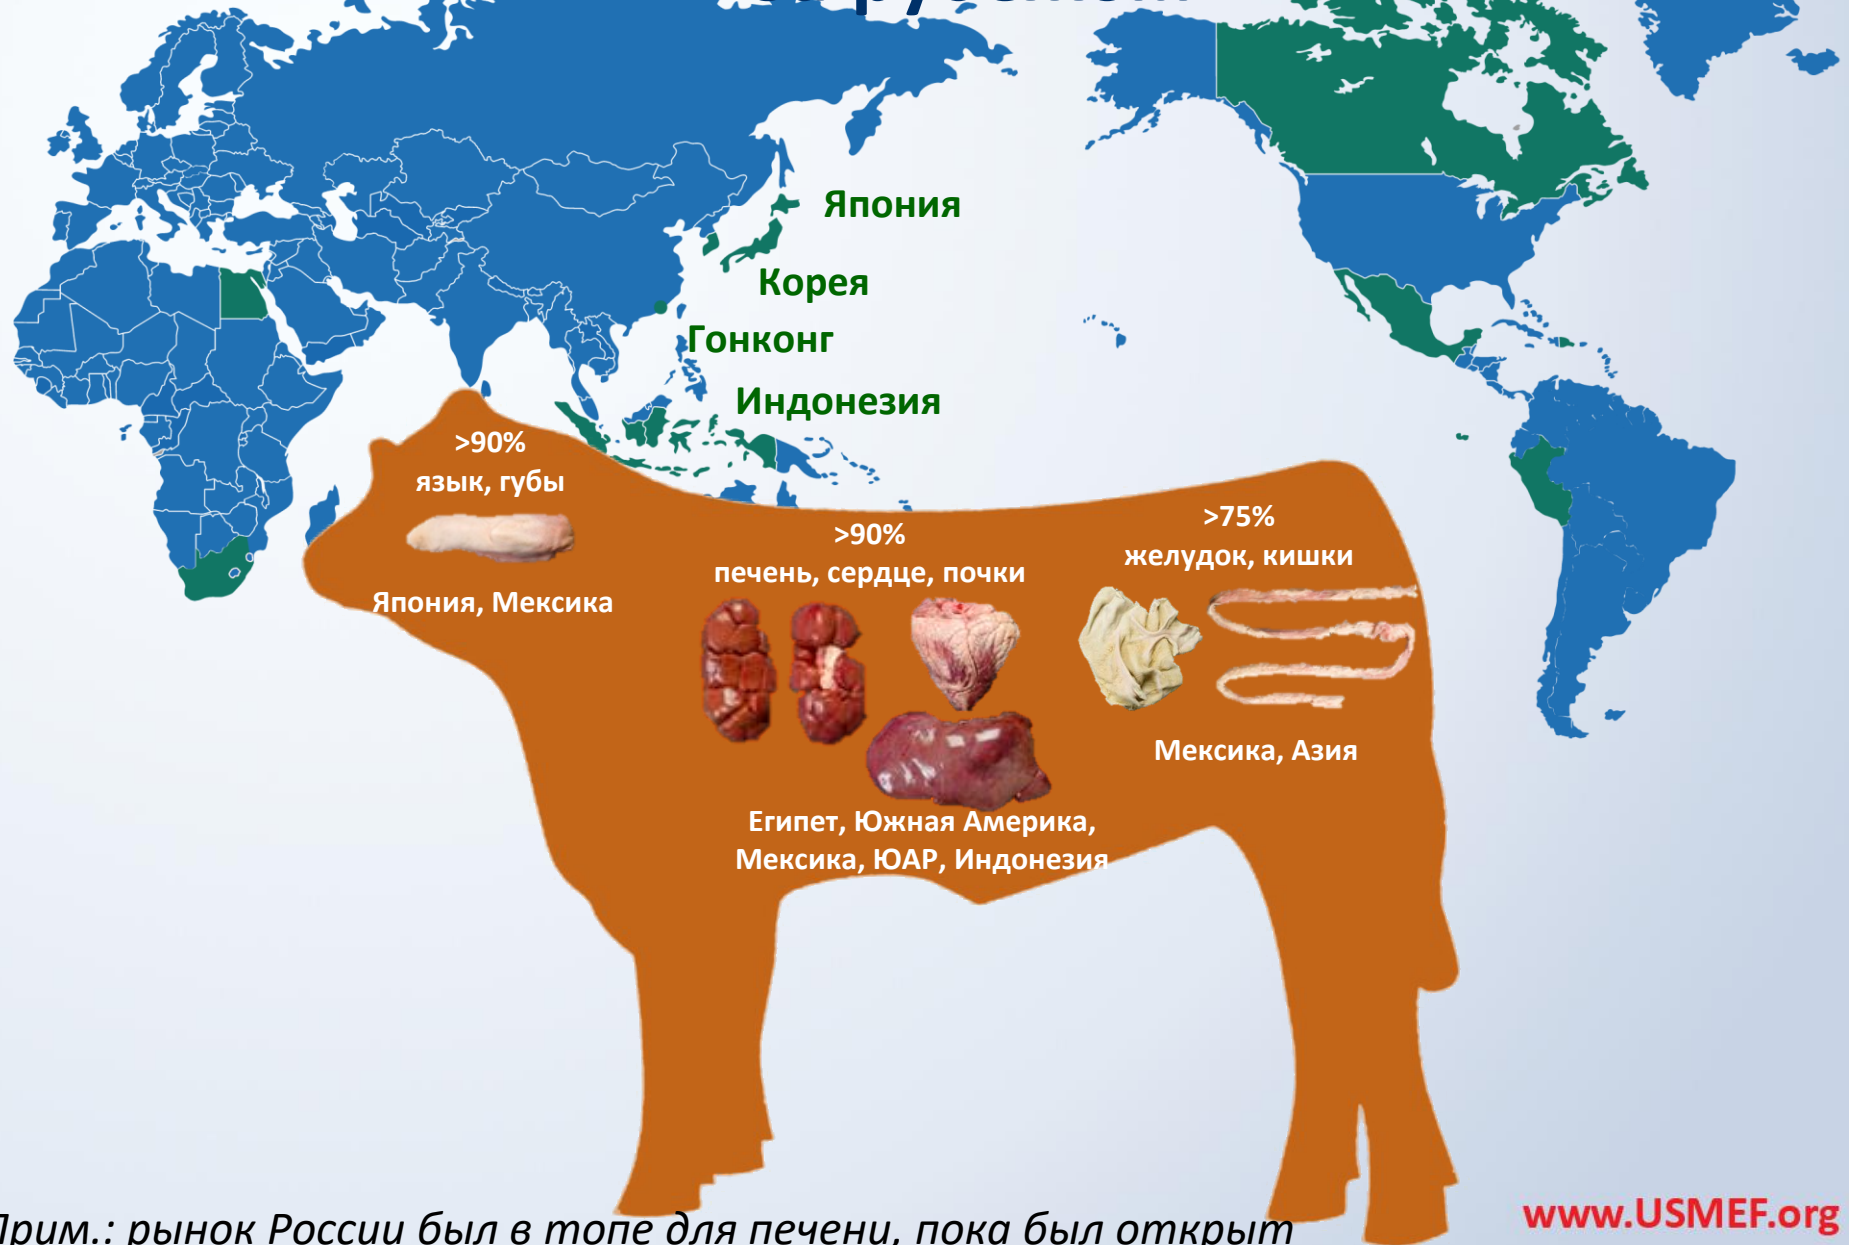 Япония
Корея
Гонконг
Индонезия
>90%
язык, губы
Япония, Мексика
>90%
печень, сердце, почки
Египет, Южная Америка,
Мексика, ЮАР, Индонезия
>75%
желудок, кишки
Мексика, Азия
Прим.: рынок России был в топе для печени, пока был открыт
www.USMEF.org